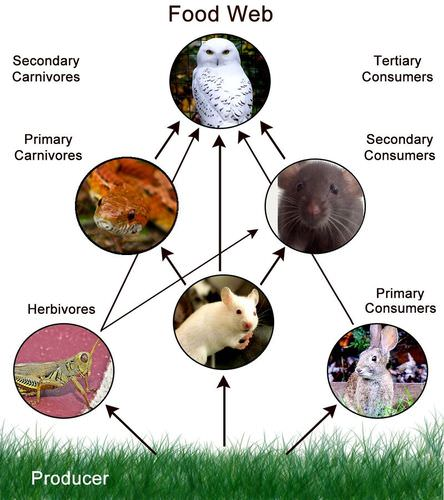 Food Web
Secondary
Carnivores
Tertiary
Consumers
Primary
Carnivores
Secondary
Consumers
Herbivores
Primary
Consumers
Producer